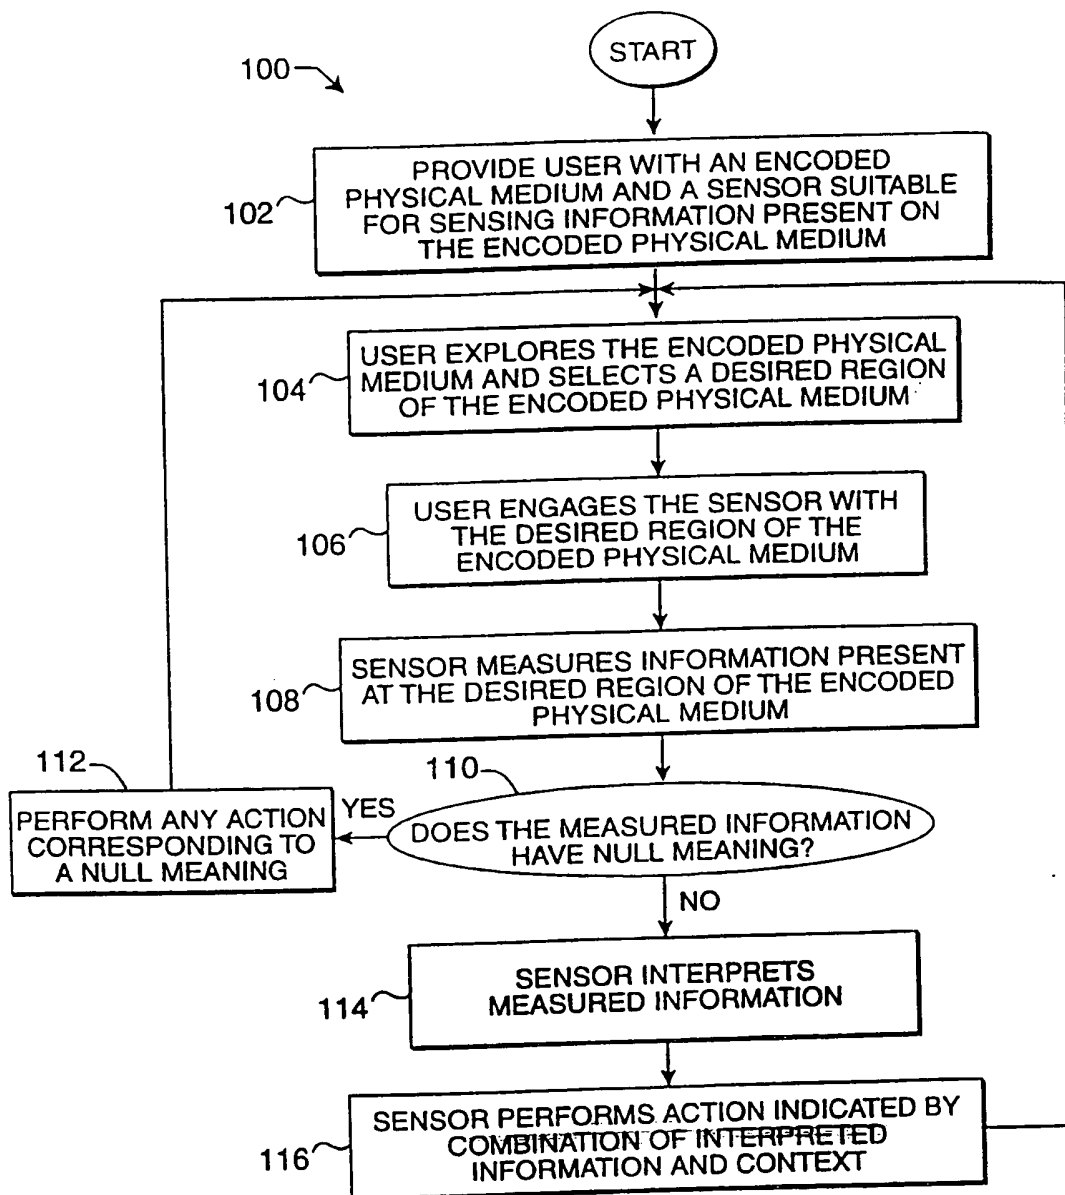 START
100
PROVIDE USER WITH AN ENCODED
PHYSICAL MEDIUM AND A SENSOR SUITABLE
FOR SENSING INFORMATION PRESENT ON
THE ENCODED PHYSICAL MEDIUM
102
USER EXPLORES THE ENCODED PHYSICAL
MEDIUM AND SELECTS A DESIRED REGION
OF THE ENCODED PHYSICAL MEDIUM
104
USER ENGAGES THE SENSOR WITH
THE DESIRED REGION OF THE
ENCODED PHYSICAL MEDIUM
106
SENSOR MEASURES INFORMATION PRESENT
AT THE DESIRED REGION OF THE ENCODED
PHYSICAL MEDIUM
108
110
DOES THE MEASURED INFORMATION
HAVE NULL MEANING?
YES
112
PERFORM ANY ACTION
CORRESPONDING TO
A NULL MEANING
NO
SENSOR INTERPRETS
MEASURED INFORMATION
114
SENSOR PERFORMS ACTION INDICATED BY
COMBINATION OF INTERPRETED
INFORMATION AND CONTEXT
116